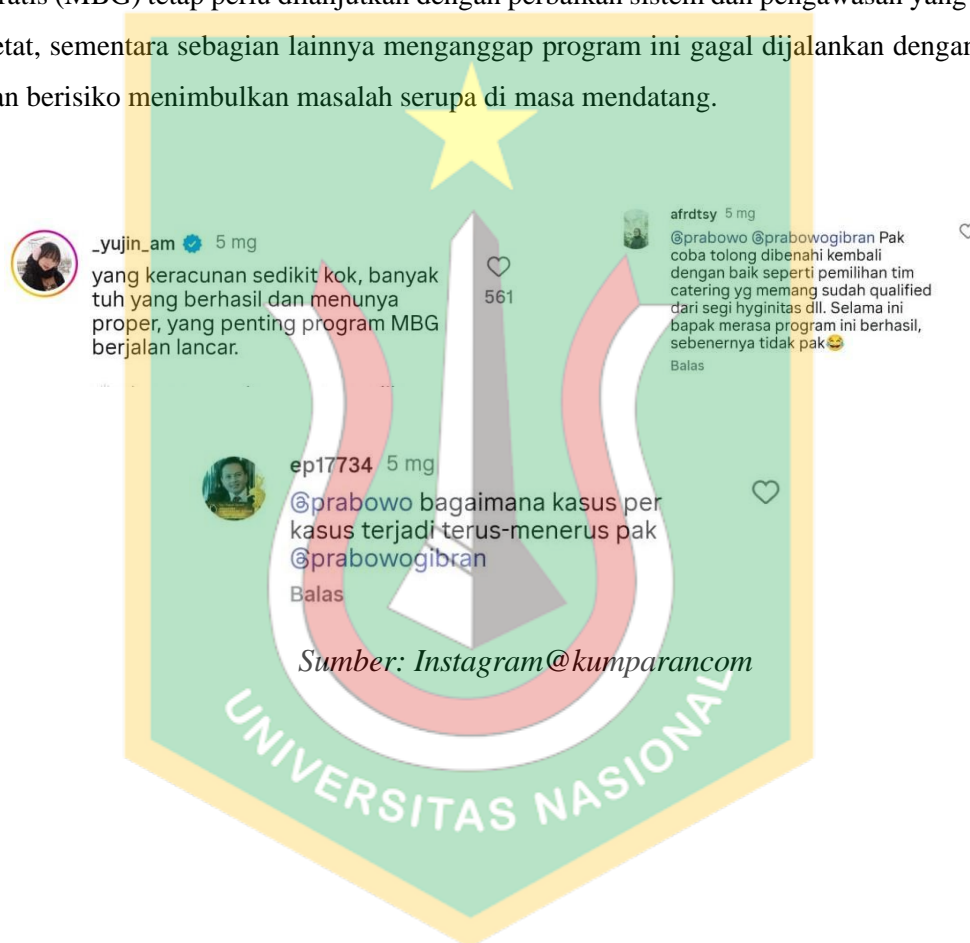 ratis (MBG) tetap perlu dilanjutkan dengan perbaikan sistem dan pengawasan yang
etat, sementara sebagian lainnya menganggap program ini gagal dijalankan dengan
an berisiko menimbulkan masalah serupa di masa mendatang.
_yujin_am 5 mg
yang keracunan sedikit kok, banyak
tuh yang berhasil dan menunya
proper, yang penting program MBG
berjalan lancar.
561
afrdtsy 5 mg
@prabowo @prabowogibran Pak
coba tolong dibenahi kembali
dengan baik seperti pemilihan tim
catering yg memang sudah qualified
dari segi hyginitas dll. Selama ini
bapak merasa program ini berhasil,
sebenernya tidak pak😂
Balas
ep17734 5 mg
@prabowo bagaimana kasus per
kasus terjadi terus-menerus pak
@prabowogibran
Balas
Sumber: Instagram@kumparancom
UNIVERSITAS NASIONAL